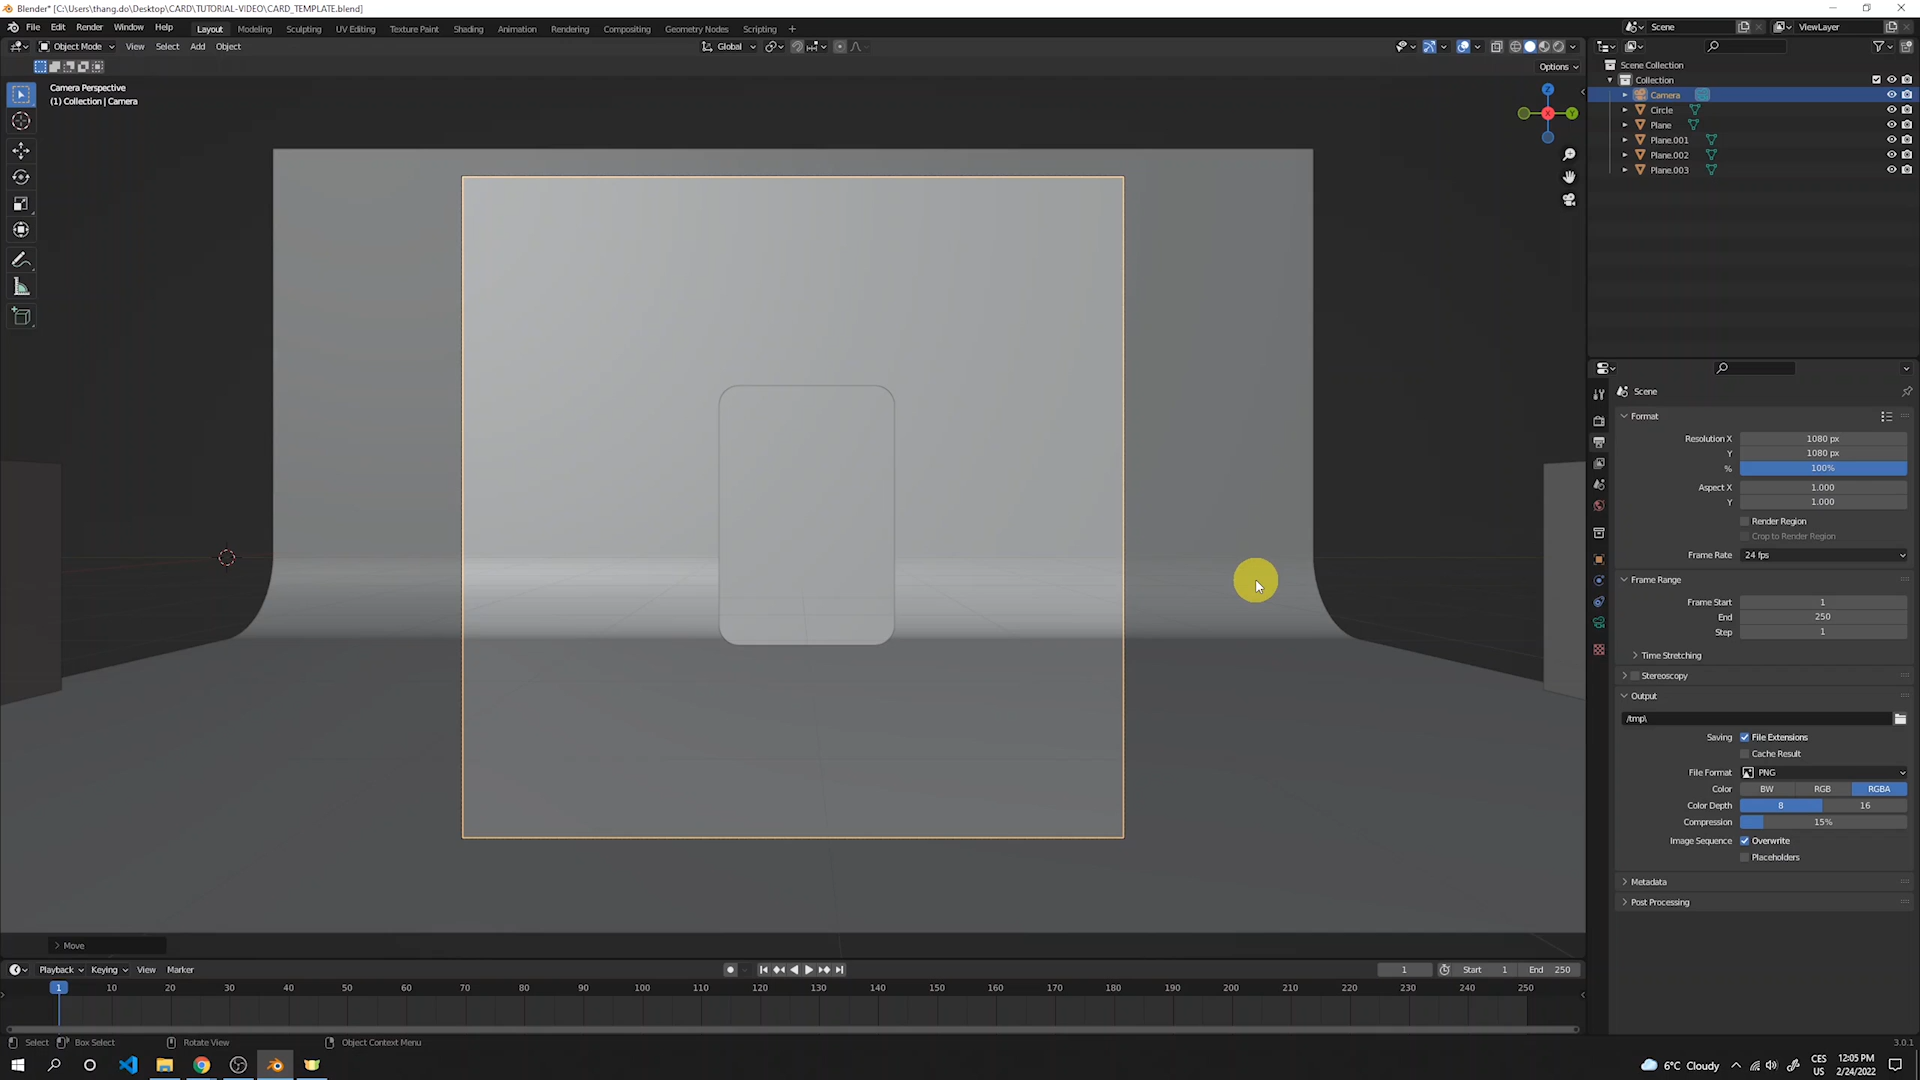 Blender* [C:\Users\thang.do\Desktop\CARD\TUTORIAL-VIDEO\CARD_TEMPLATE.blend]
File Edit Render Window Help Layout Modeling Sculpting UV Editing Texture Paint Shading Animation Rendering Compositing Geometry Nodes Scripting + Scene ViewLayer
Object Mode View Select Add Object Global
Options
Camera Perspective
(1) Collection | Camera
Z
X
Y
Scene Collection
Collection
Camera
Circle
Plane
Plane.001
Plane.002
Plane.003
Scene
Format
Resolution X 1080 px
Y 1080 px
% 100%
Aspect X 1.000
Y 1.000
Render Region
Crop to Render Region
Frame Rate 24 fps
Frame Range
Frame Start 1
End 250
Step 1
Time Stretching
Stereoscopy
Output
/tmp\
Saving File Extensions
Cache Result
File Format PNG
Color BW RGB RGBA
Color Depth 8 16
Compression 15%
Image Sequence Overwrite
Placeholders
Metadata
Post Processing
Move
Playback Keying View Marker 1 Start 1 End 250
1 10 20 30 40 50 60 70 80 90 100 110 120 130 140 150 160 170 180 190 200 210 220 230 240 250
Select Box Select Rotate View Object Context Menu 3.0.1
6°C Cloudy CES 12:05 PM
US 2/24/2022